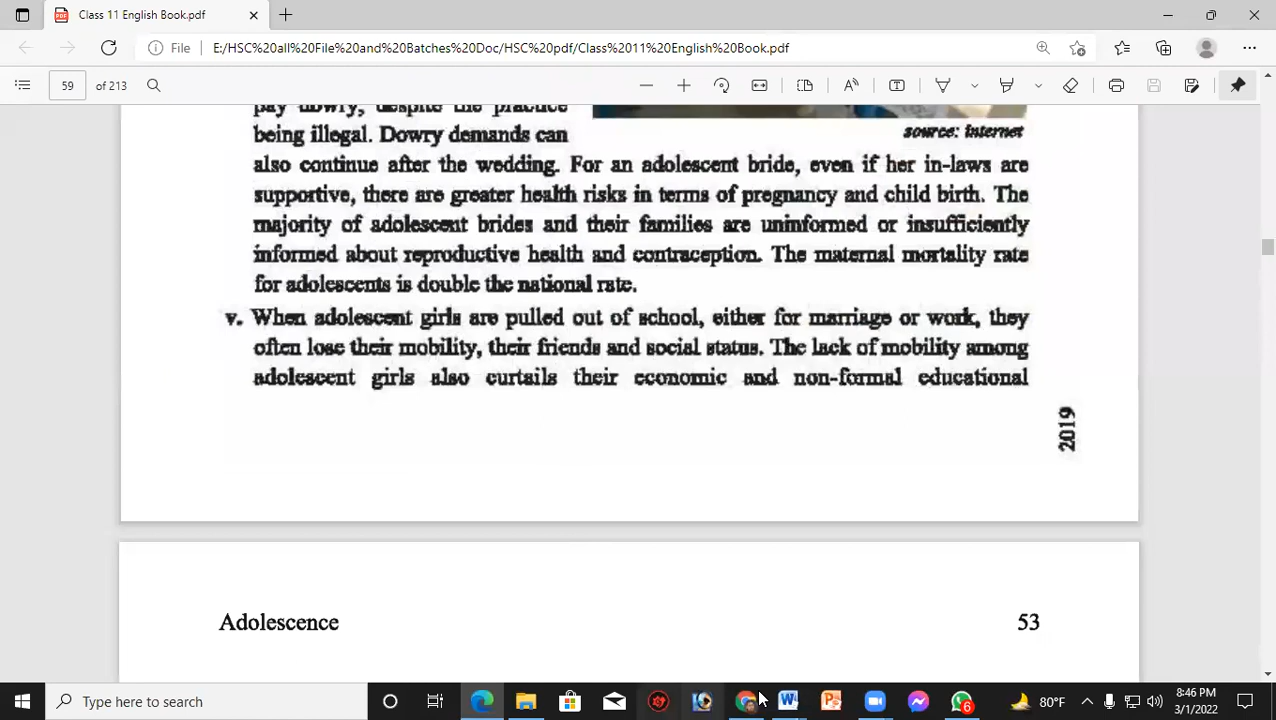 Class 11 English Book.pdf
File
E:/HSC%20all%20File%20and%20Batches%20Doc/HSC%20pdf/Class%2011%20English%20Book.pdf
59
of 213
pay dowry, despite the practice
being illegal. Dowry demands can
source: internet
also continue after the wedding. For an adolescent bride, even if her in-laws are
supportive, there are greater health risks in terms of pregnancy and child birth. The
majority of adolescent brides and their families are uninformed or insufficiently
informed about reproductive health and contraception. The maternal mortality rate
for adolescents is double the national rate.
v. When adolescent girls are pulled out of school, either for marriage or work, they
often lose their mobility, their friends and social status. The lack of mobility among
adolescent girls also curtails their economic and non-formal educational
2019
Adolescence
53
Type here to search
6
80°F
8:46 PM
3/1/2022